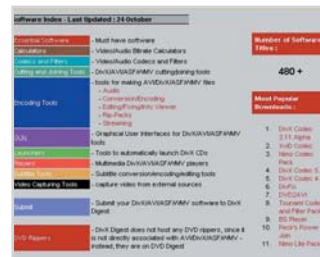 oftware Index - Last Updated : 24 October
Essential Software - Must have software
Calculators - Video/Audio Bitrate Calculators
Codecs and Filters - Video/Audio Codecs and Filters
Cutting and Joining Tools - DivX/AVI/ASF/WMV cutting/joining tools
Encoding Tools - tools for making AVI/DivX/ASF/WMV files
- Audio
- Conversion/Encoding
- Editing/Fixing/Info Viewer
- Rip-Packs
- Streaming
GUIs - Graphical User Interfaces for DivX/AVI/ASF/WMV
tools
Launchers - Tools to automatically launch DivX CDs
Players - Multimedia DivX/AVI/ASF/WMV players
Subtitle Tools - Subtitle conversion/encoding/editing tools
Video Capturing Tools - capture video from external sources
Submit - Submit your DivX/AVI/ASF/WMV software to DivX
Digest
DVD Rippers - DivX Digest does not host any DVD rippers, since it
is not directly associated with AVI/DivX/ASF/WMV -
instead, they are on DVD Digest
Number of Software
Titles :
480 +
Most Popular
Downloads :
1. DivX Codec
3.11 Alpha
2. XviD Codec
3. Nimo Codec
Pack
4. DivX Codec 5
5. DivX Codec 4
6. DivFix
7. DVD2AVI
8. Tsunami Codec
and Filter Pack
9. BS Player
10. Peck's Power
Join
11. Nimo Lite Pack